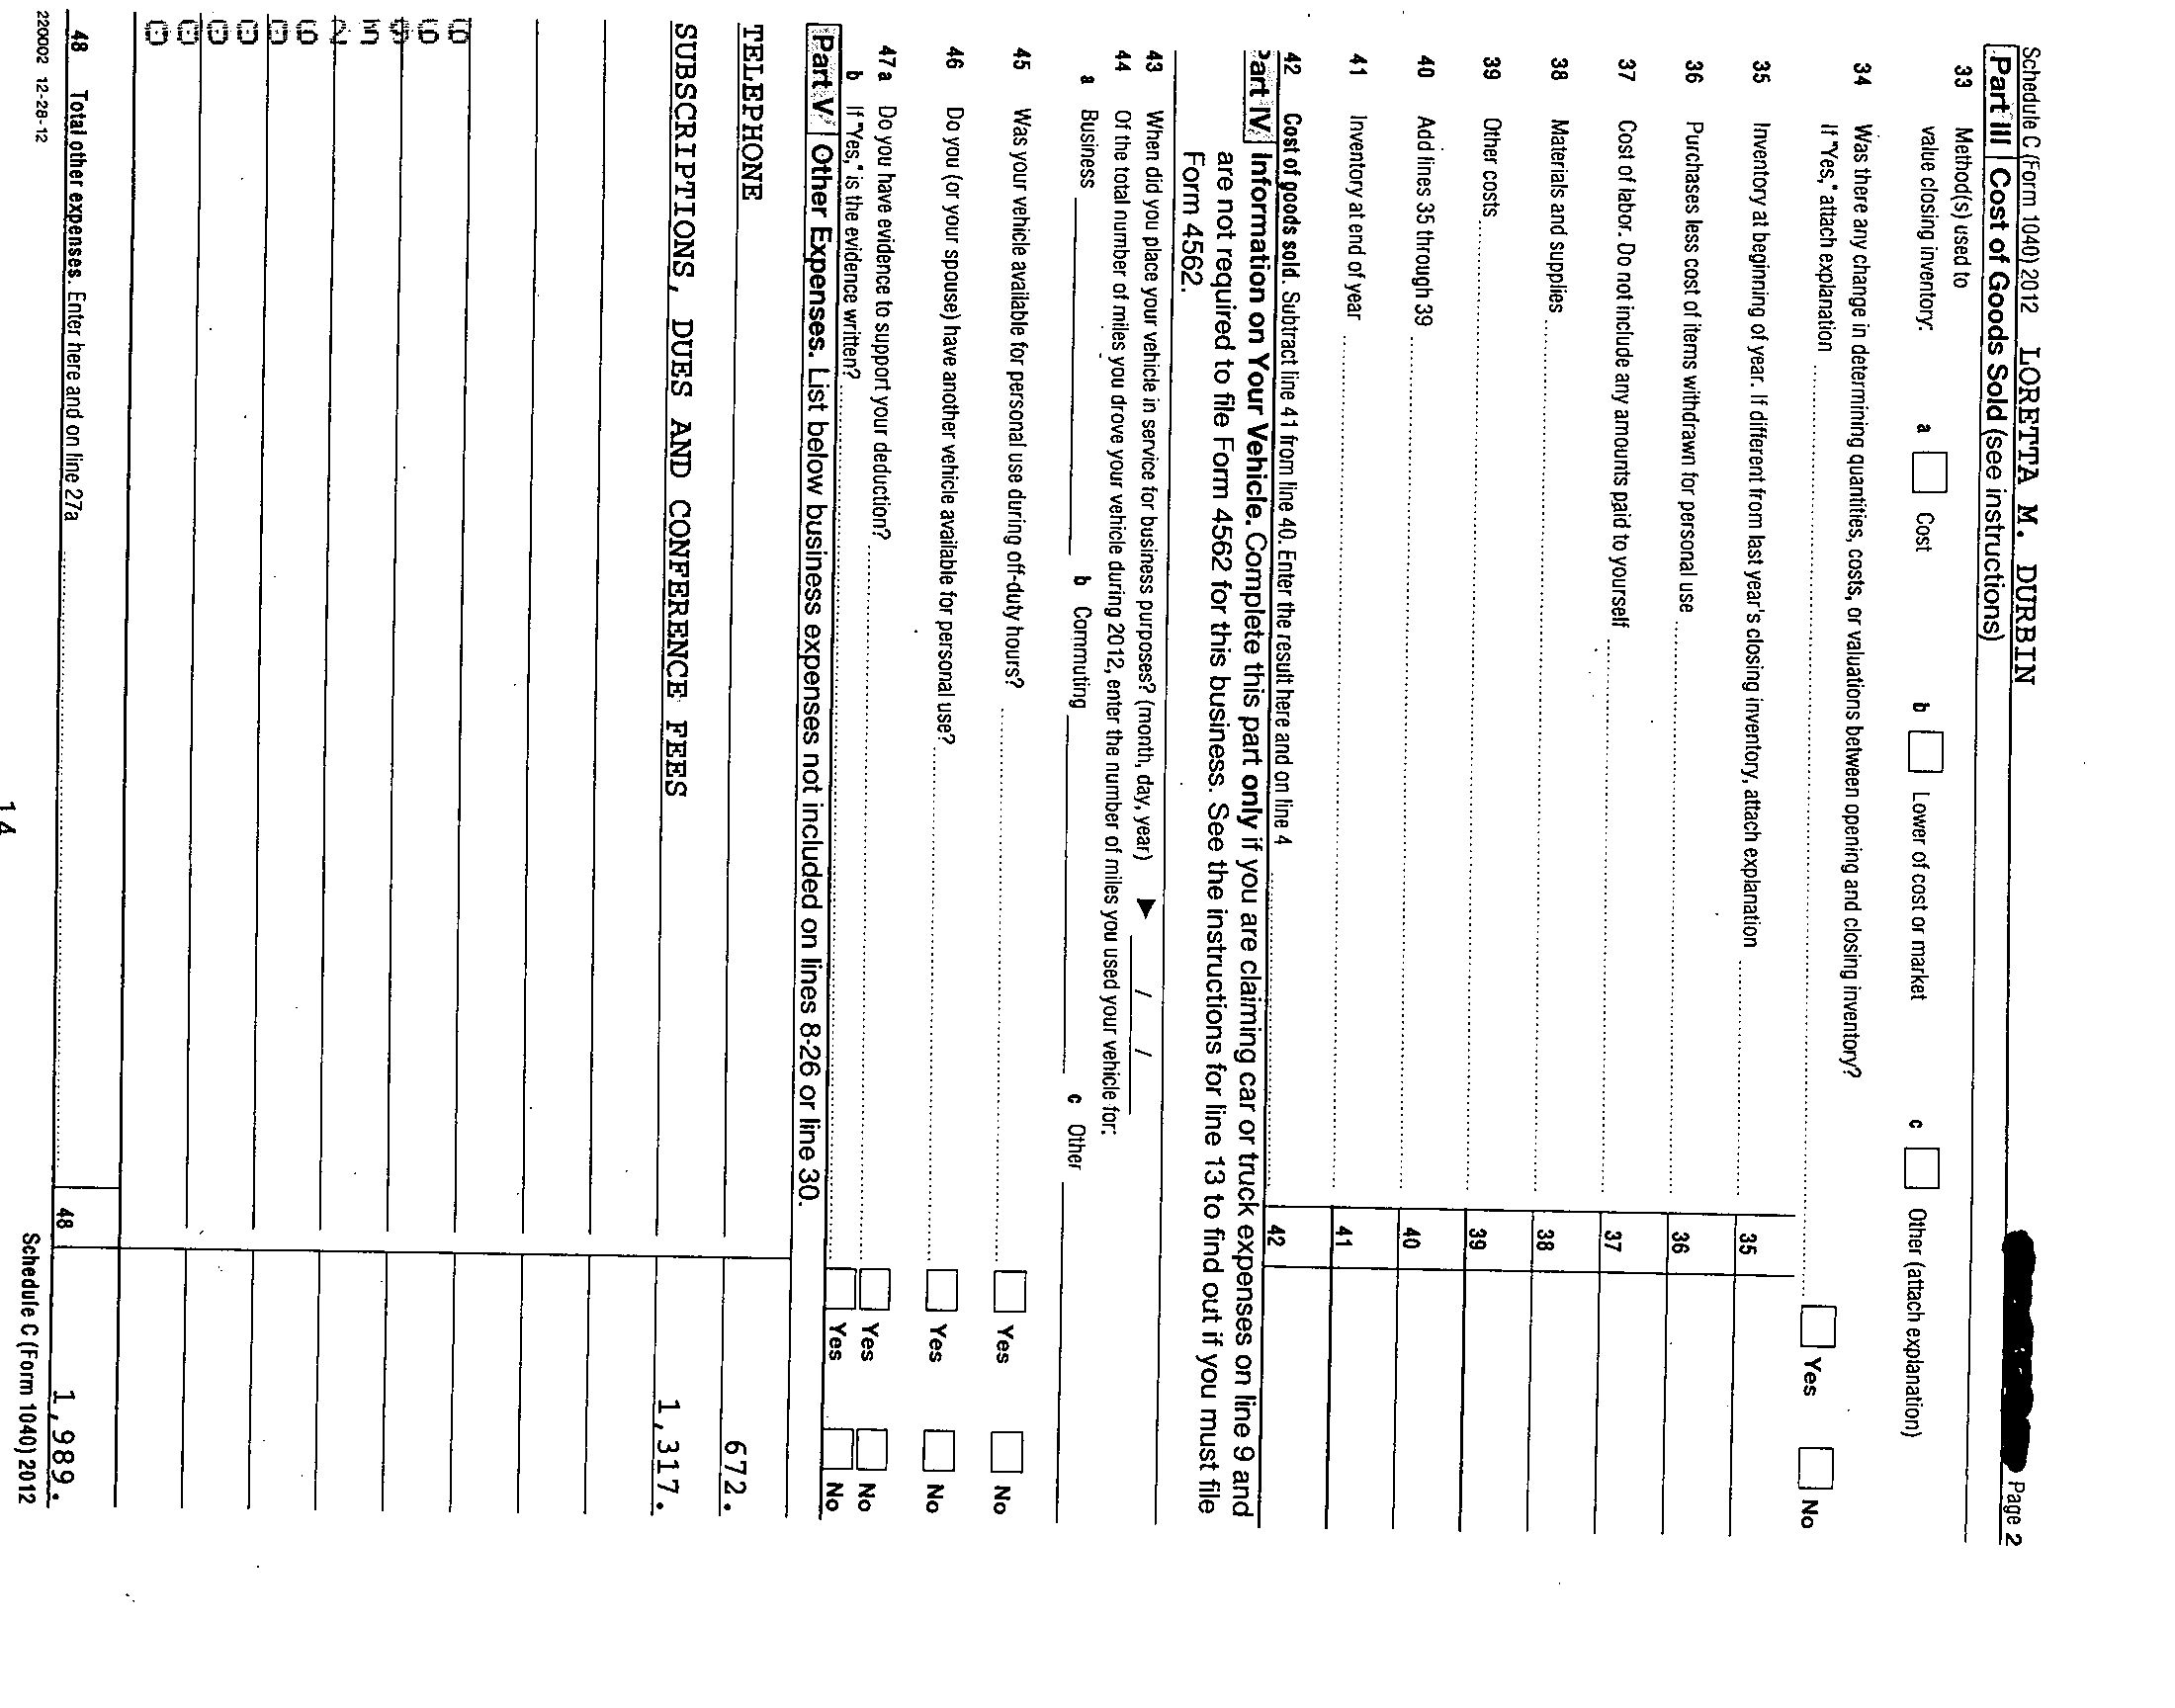 Schedule C (Form 1040) 2012 LORETTA M. DURBIN Page 2
Part III Cost of Goods Sold (see instructions)
33 Method(s) used to
value closing inventory: a Cost b Lower of cost or market c Other (attach explanation)
34 Was there any change in determining quantities, costs, or valuations between opening and closing inventory?
If "Yes," attach explanation Yes No
35 Inventory at beginning of year. If different from last year's closing inventory, attach explanation 35
36 Purchases less cost of items withdrawn for personal use 36
37 Cost of labor. Do not include any amounts paid to yourself 37
38 Materials and supplies 38
39 Other costs 39
40 Add lines 35 through 39 40
41 Inventory at end of year 41
42 Cost of goods sold. Subtract line 41 from line 40. Enter the result here and on line 4 42
Part IV Information on Your Vehicle. Complete this part only if you are claiming car or truck expenses on line 9 and
are not required to file Form 4562 for this business. See the instructions for line 13 to find out if you must file
Form 4562.
43 When did you place your vehicle in service for business purposes? (month, day, year) ▶ / /
44 Of the total number of miles you drove your vehicle during 2012, enter the number of miles you used your vehicle for:
a Business b Commuting c Other
45 Was your vehicle available for personal use during off-duty hours? Yes No
46 Do you (or your spouse) have another vehicle available for personal use? Yes No
47a Do you have evidence to support your deduction? Yes No
b If "Yes," is the evidence written? Yes No
Part V Other Expenses. List below business expenses not included on lines 8-26 or line 30.
TELEPHONE 672.
SUBSCRIPTIONS, DUES AND CONFERENCE FEES 1,317.
48 Total other expenses. Enter here and on line 27a 48 1,989.
220002 12-28-12 Schedule C (Form 1040) 2012
14